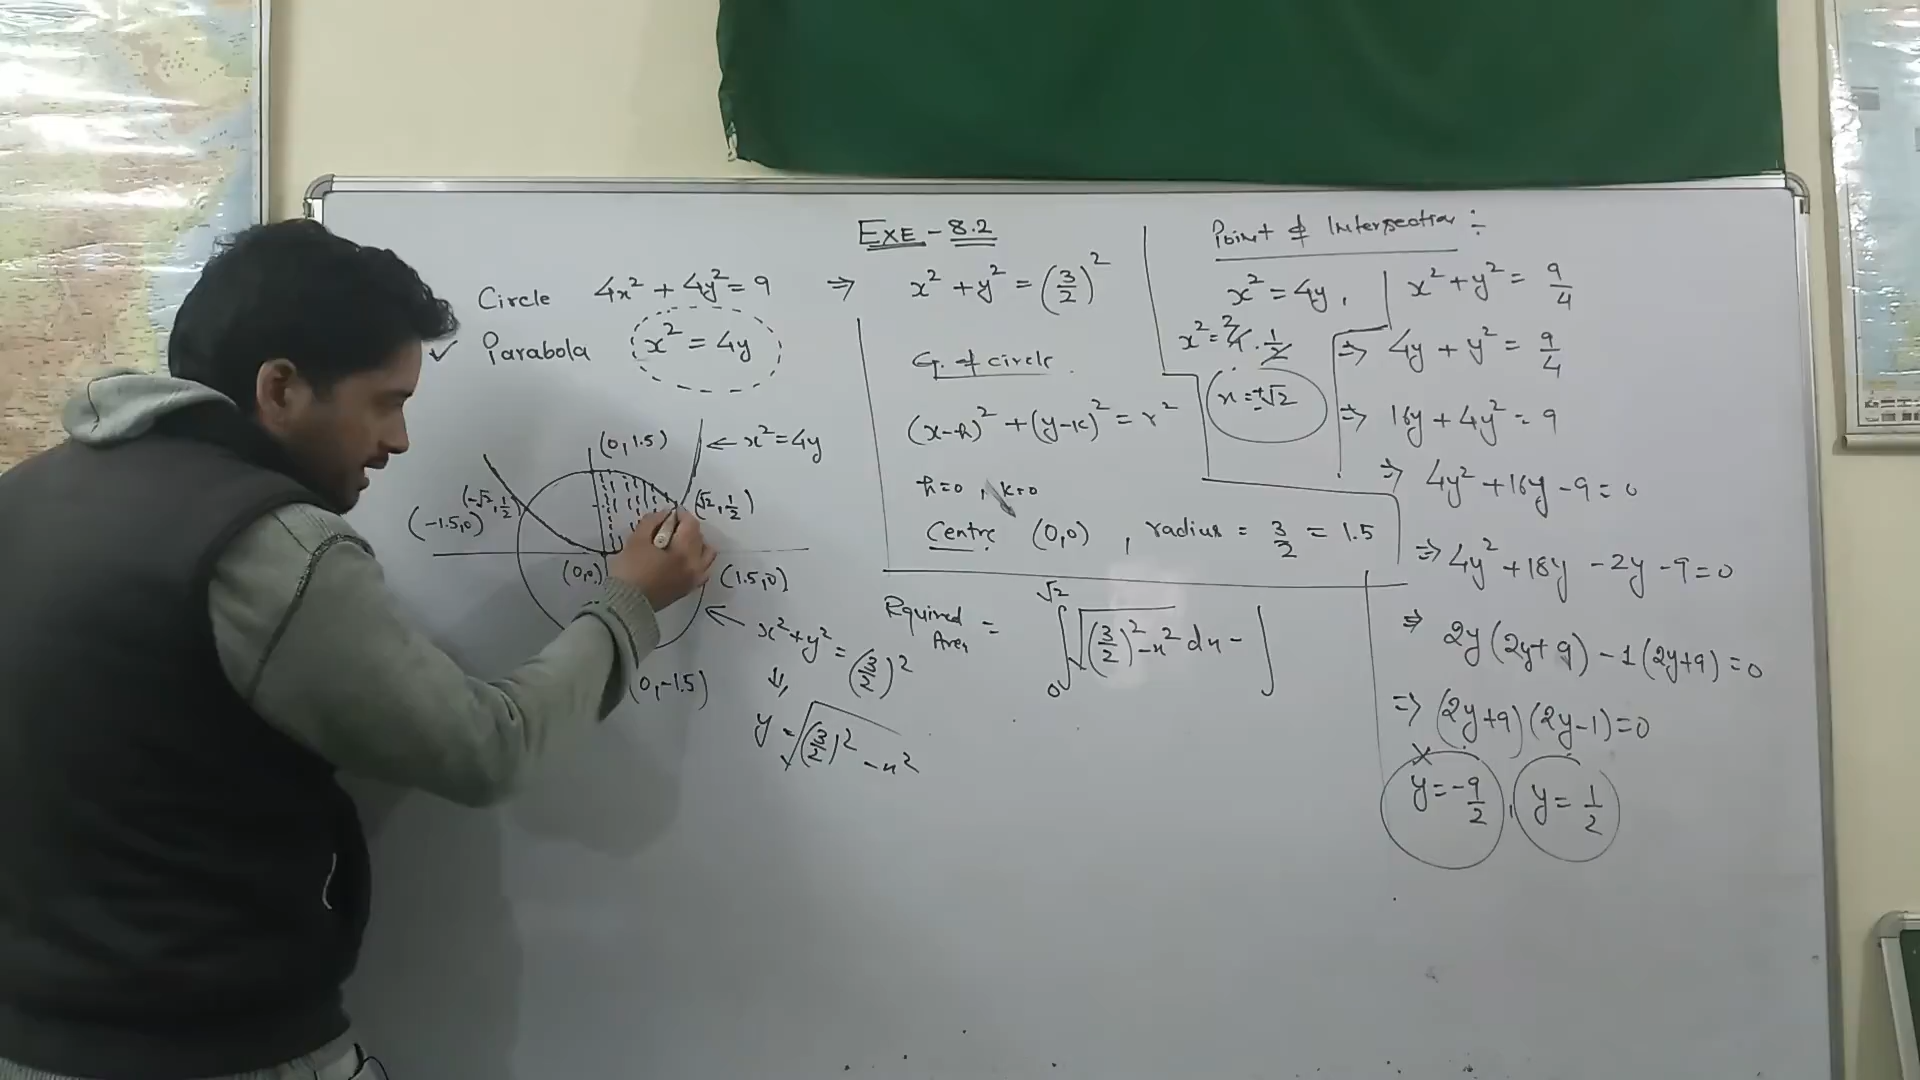 EXE - 8.2
Circle 4x² + 4y² = 9 ⇒ x² + y² = (3/2)²
✓ Parabola x² = 4y
G. of circle
(x-h)² + (y-k)² = r²
h=0, k=0
Centre (0,0), radius = 3/2 = 1.5
(0, 1.5)
← x² = 4y
(-√2, 1/2)
(√2, 1/2)
(-1.5, 0)
(0,0)
(1.5, 0)
(0, -1.5)
← x² + y² = (3/2)²
⇓
y = √((3/2)² - x²)
Required Area = ∫₀^√2 √((3/2)² - x²) dx - ∫
Point of Intersection ÷
x² = 4y, | x² + y² = 9/4
x² = 4 . 1/2
x = ±√2
⇒ 4y + y² = 9/4
⇒ 16y + 4y² = 9
⇒ 4y² + 16y - 9 = 0
⇒ 4y² + 18y - 2y - 9 = 0
⇒ 2y(2y+9) - 1(2y+9) = 0
⇒ (2y+9)(2y-1) = 0
y = -9/2, y = 1/2